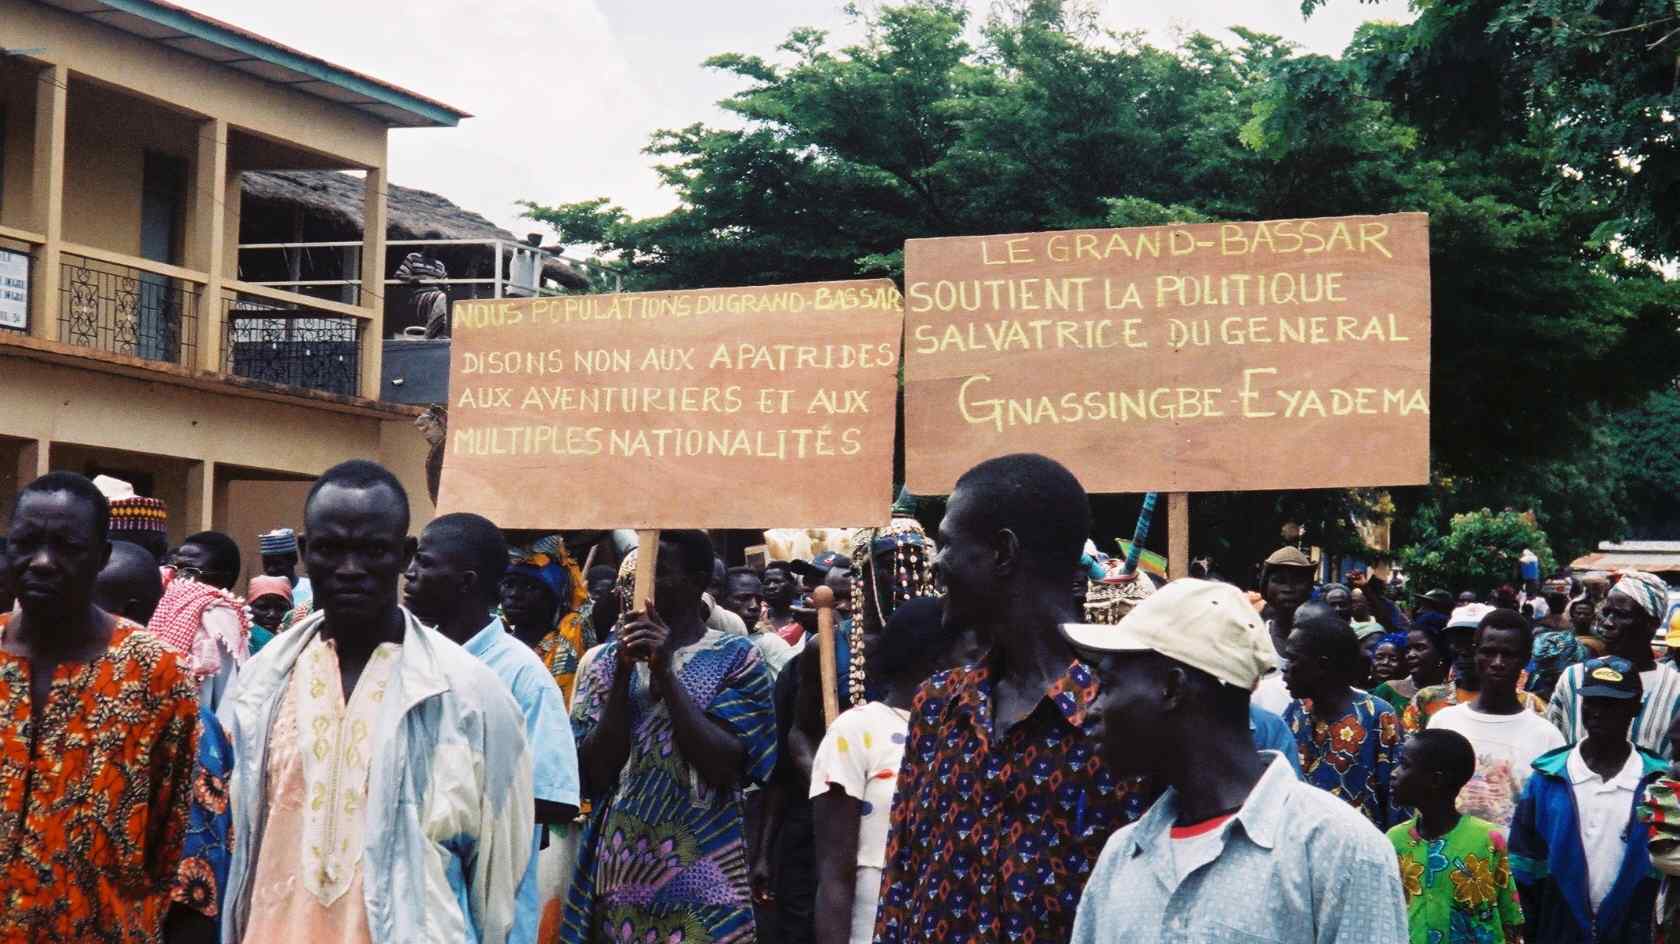 NOUS POPULATIONS DU GRAND-BASSAR
DISONS NON AUX APATRIDES
AUX AVENTURIERS ET AUX
MULTIPLES NATIONALITÉS
LE GRAND-BASSAR
SOUTIENT LA POLITIQUE
SALVATRICE DU GENERAL
GNASSINGBE EYADEMA